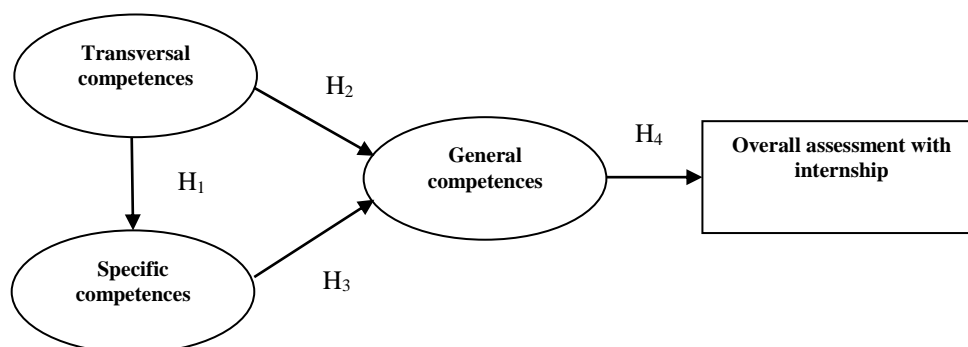 Transversal
competences
H₂
H₁
General
competences
H₄
Overall assessment with
internship
Specific
competences
H₃